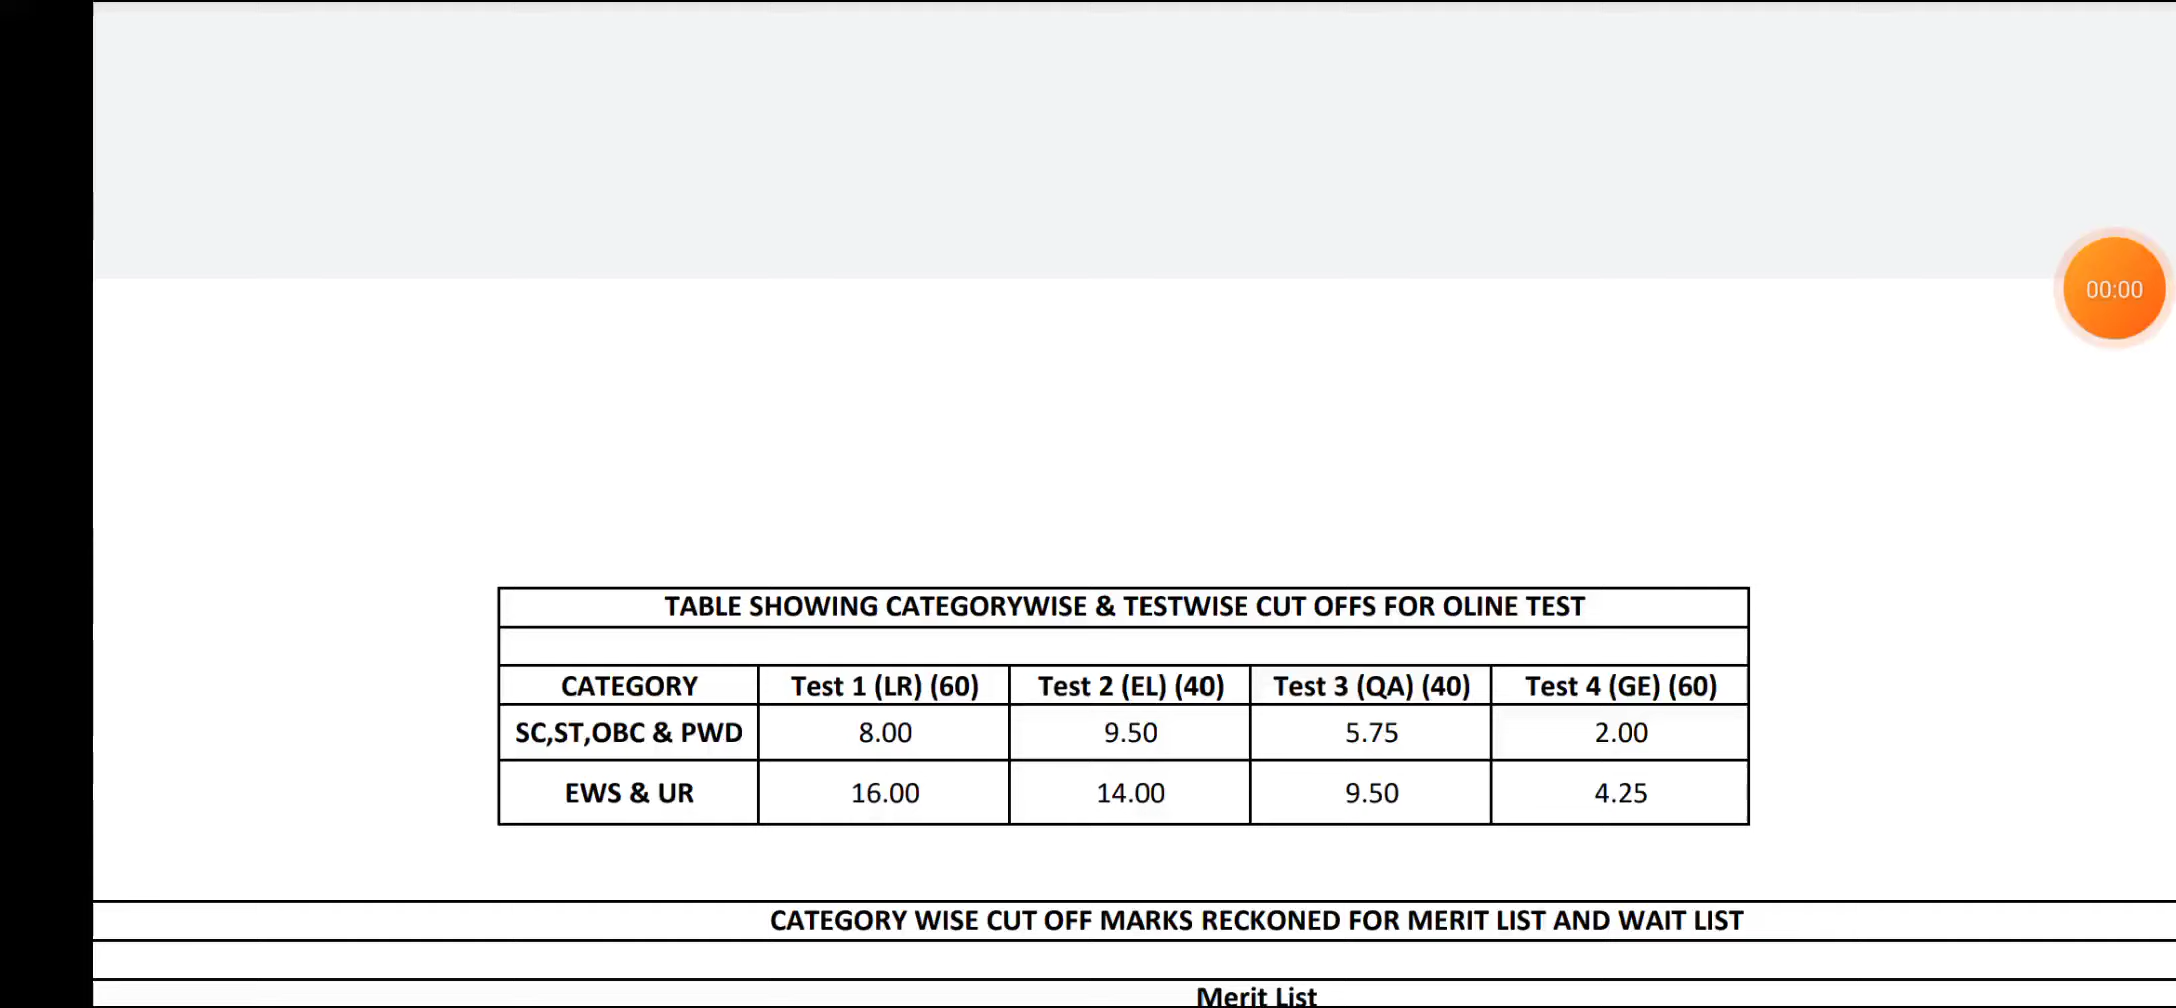 00:00
TABLE SHOWING CATEGORYWISE & TESTWISE CUT OFFS FOR OLINE TEST
CATEGORY Test 1 (LR) (60) Test 2 (EL) (40) Test 3 (QA) (40) Test 4 (GE) (60)
SC,ST,OBC & PWD 8.00 9.50 5.75 2.00
EWS & UR 16.00 14.00 9.50 4.25
CATEGORY WISE CUT OFF MARKS RECKONED FOR MERIT LIST AND WAIT LIST
Merit List